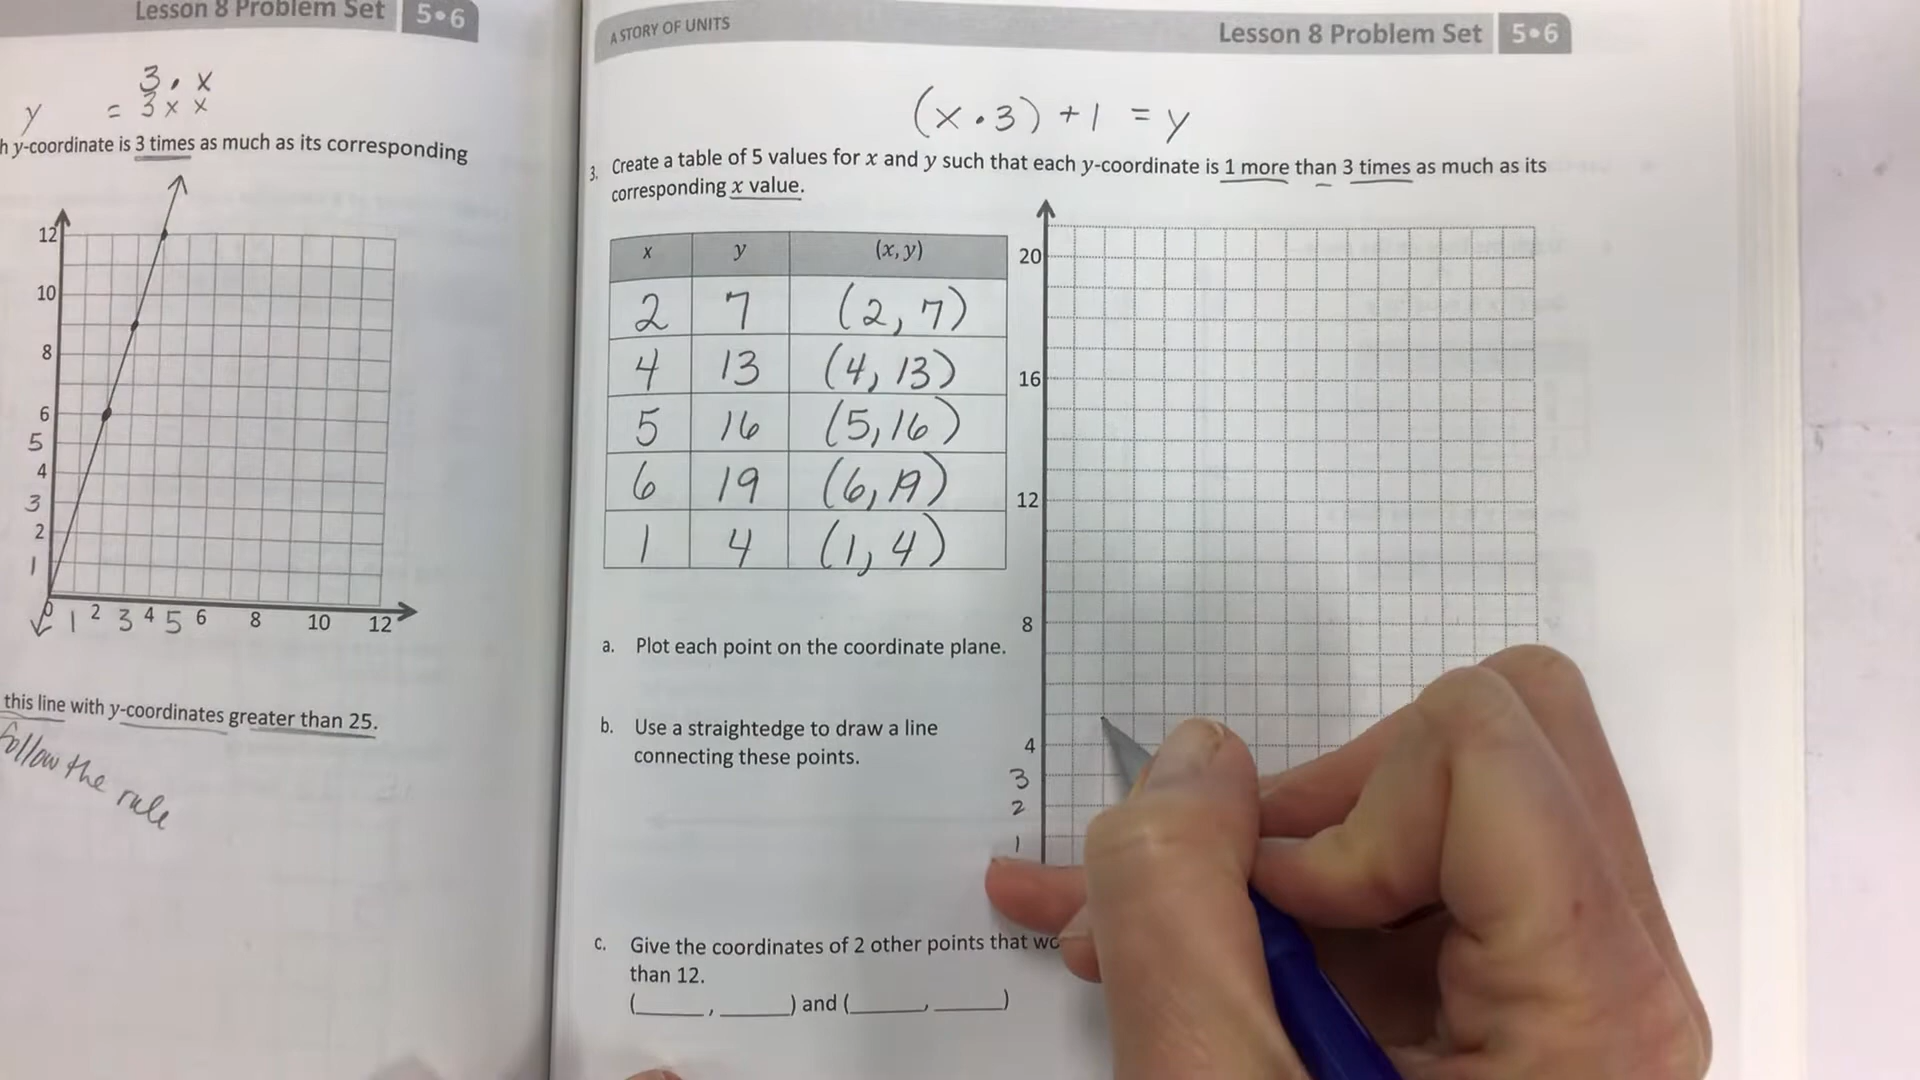 Lesson 8 Problem Set 5•6
3 . x
y = 3 x x
y-coordinate is 3 times as much as its corresponding
12
10
8
6
5
4
3
2
1
0 1 2 3 4 5 6 8 10 12
this line with y-coordinates greater than 25.
follow the rule
A STORY OF UNITS
Lesson 8 Problem Set 5•6
(x • 3) + 1 = y
3. Create a table of 5 values for x and y such that each y-coordinate is 1 more than 3 times as much as its
corresponding x value.
x y (x, y)
2 7 (2, 7)
4 13 (4, 13)
5 16 (5, 16)
6 19 (6, 19)
1 4 (1, 4)
20
16
12
8
4
3
2
1
a. Plot each point on the coordinate plane.
b. Use a straightedge to draw a line
connecting these points.
c. Give the coordinates of 2 other points that
than 12.
(_____, ______) and (______, ______)